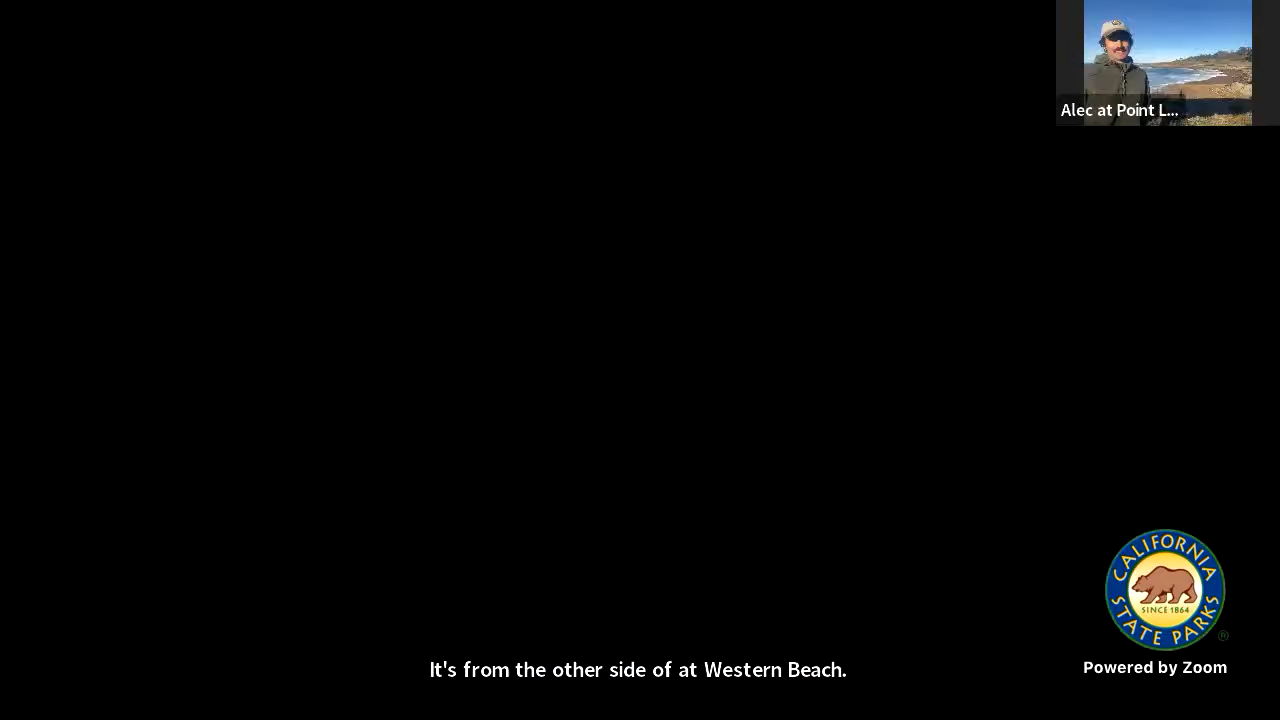 Alec at Point L...
CALIFORNIA
SINCE 1864
STATE PARKS
®
It's from the other side of at Western Beach.
Powered by Zoom